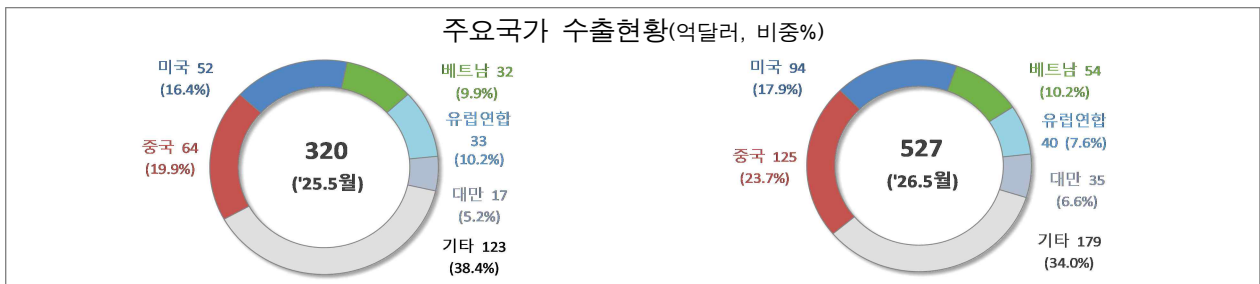 주요국가 수출현황(억달러, 비중%)
미국 52
(16.4%)
베트남 32
(9.9%)
유럽연합
33
(10.2%)
중국 64
(19.9%)
320
('25.5월)
대만 17
(5.2%)
기타 123
(38.4%)
미국 94
(17.9%)
베트남 54
(10.2%)
유럽연합
40 (7.6%)
중국 125
(23.7%)
527
('26.5월)
대만 35
(6.6%)
기타 179
(34.0%)